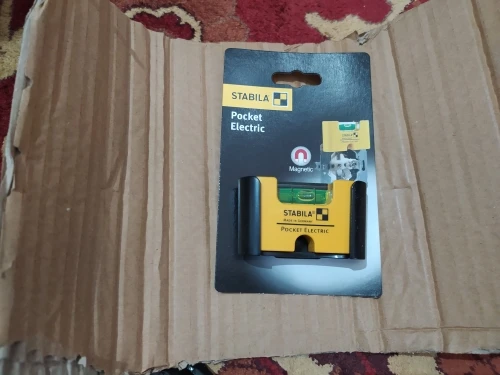 STABILA
Pocket
Electric
Magnetic
STABILA
MADE IN GERMANY
POCKET ELECTRIC